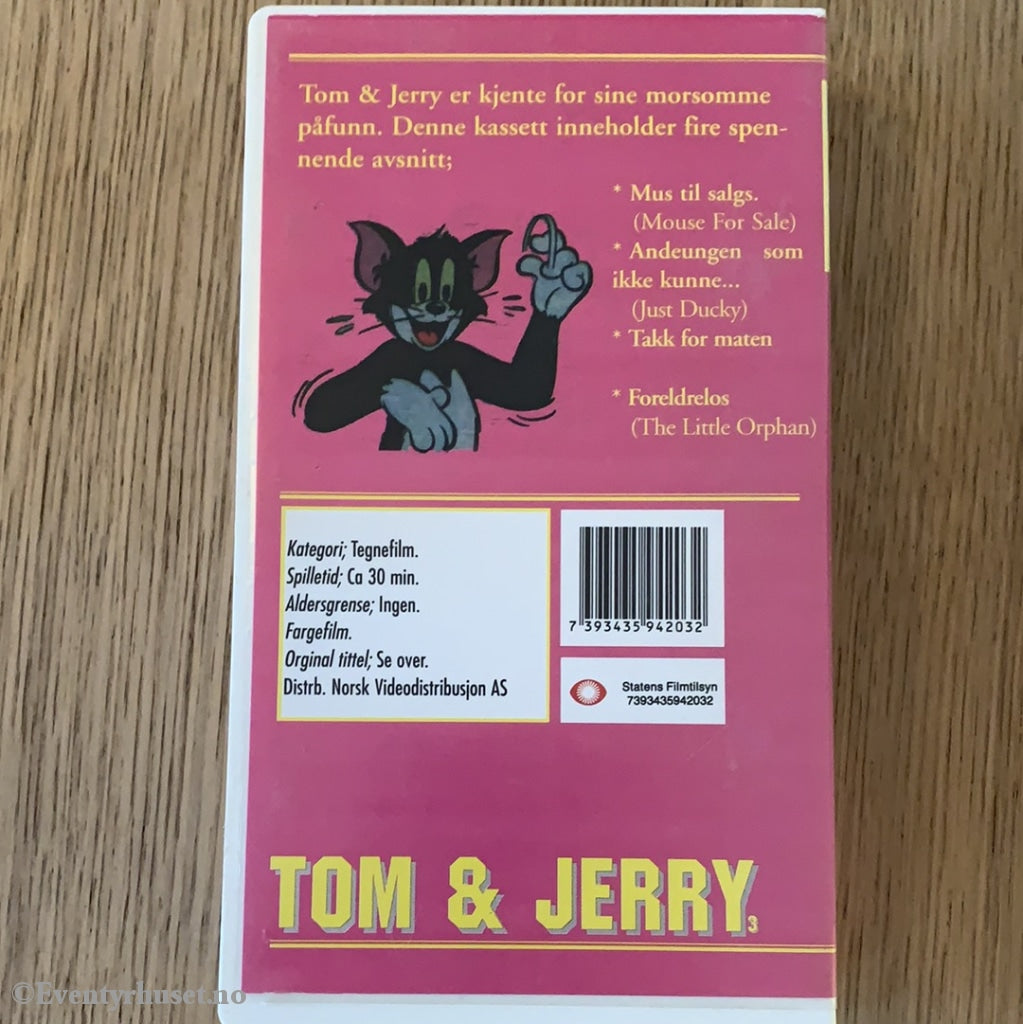 Tom & Jerry er kjente for sine morsomme
påfunn. Denne kassett inneholder fire spen-
nende avsnitt;
* Mus til salgs.
(Mouse For Sale)
* Andeungen som
ikke kunne...
(Just Ducky)
* Takk for maten
* Foreldrelos
(The Little Orphan)
Kategori; Tegnefilm.
Spilletid; Ca 30 min.
Aldersgrense; Ingen.
Fargefilm.
Orginal tittel; Se over.
Distrb. Norsk Videodistribusjon AS
7 393435 942032
Statens Filmtilsyn
7393435942032
TOM & JERRY 3
©Eventyrhuset.no